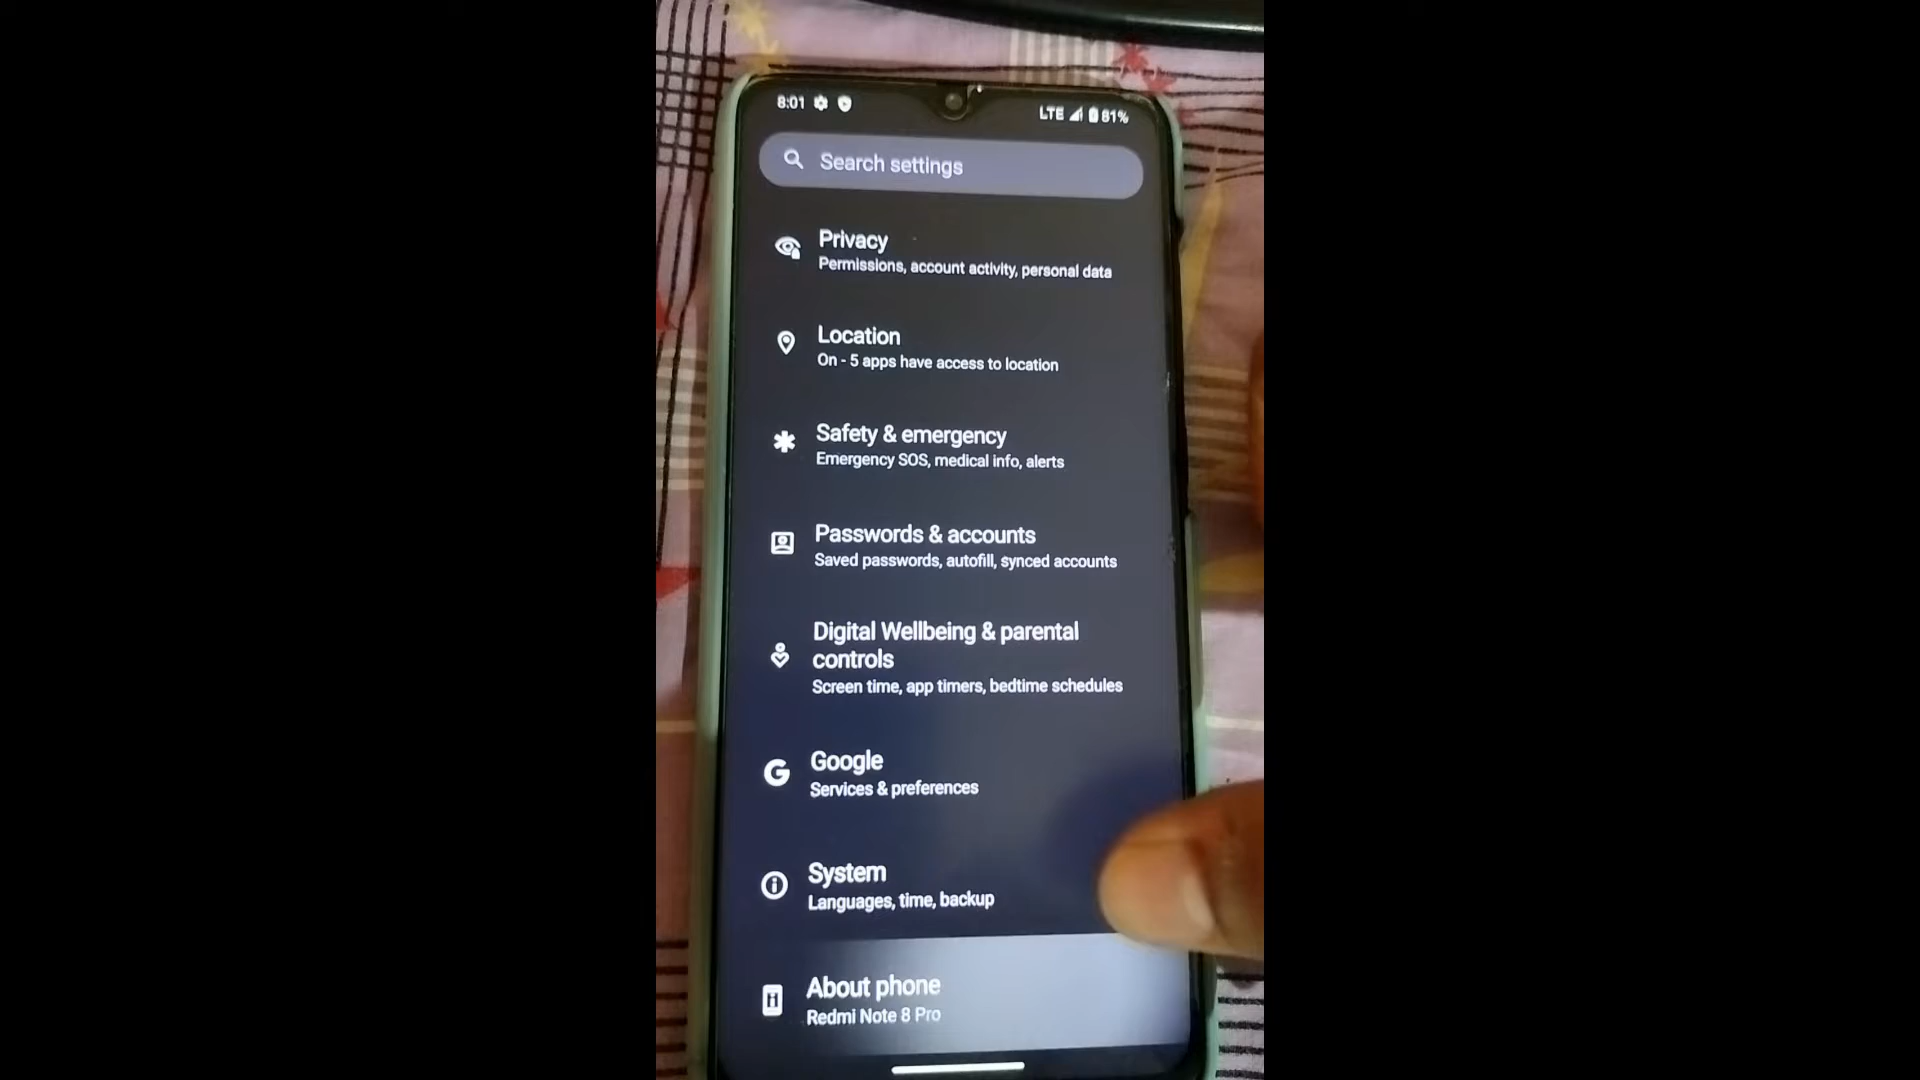 8:01 LTE 81%
Search settings
Privacy
Permissions, account activity, personal data
Location
On - 5 apps have access to location
Safety & emergency
Emergency SOS, medical info, alerts
Passwords & accounts
Saved passwords, autofill, synced accounts
Digital Wellbeing & parental
controls
Screen time, app timers, bedtime schedules
Google
Services & preferences
System
Languages, time, backup
About phone
Redmi Note 8 Pro